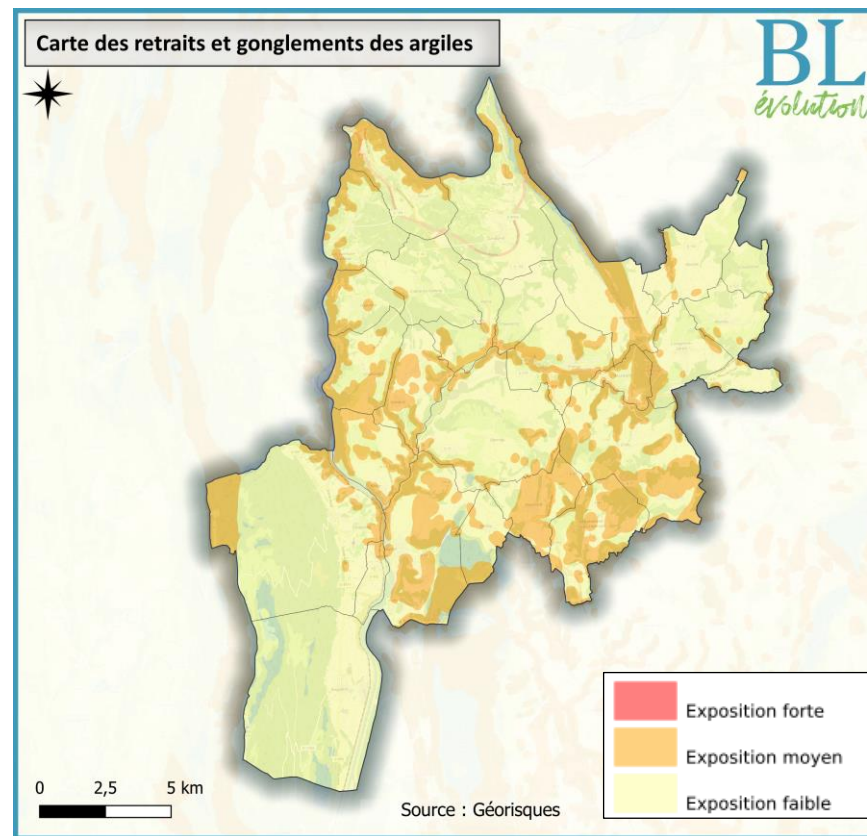 Carte des retraits et gonglements des argiles
BL
évolution
Exposition forte
Exposition moyen
Exposition faible
0 2,5 5 km
Source : Géorisques